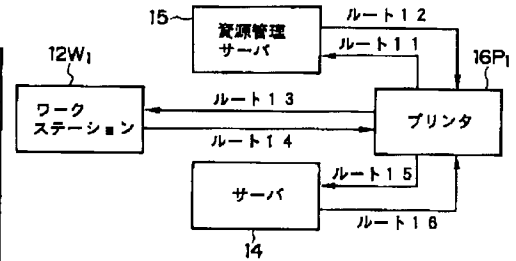 15
資源管理
サーバ
ルート12
ルート11
12W1
16P1
ワーク
ステーション
ルート13
プリンタ
ルート14
サーバ
ルート15
ルート16
14